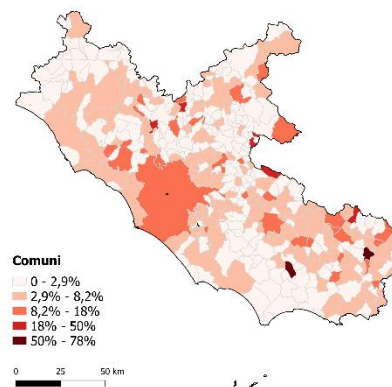 Comuni
0 - 2,9%
2,9% - 8,2%
8,2% - 18%
18% - 50%
50% - 78%
0 25 50 km